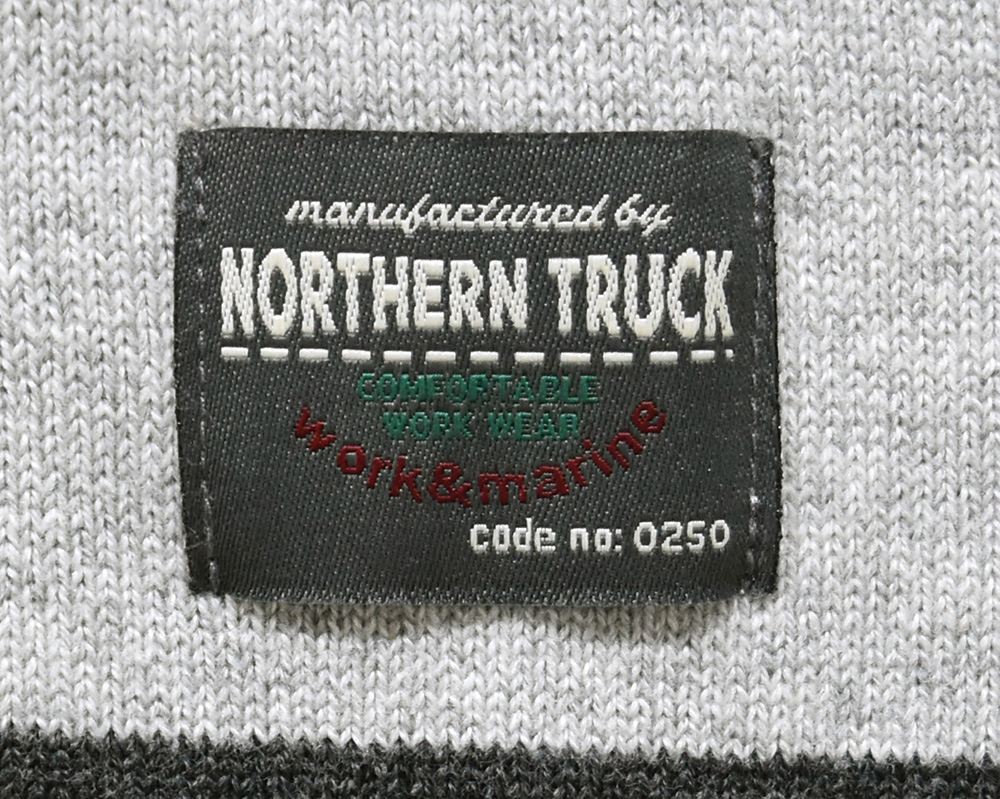 manufactured by
NORTHERN TRUCK
COMFORTABLE
WORK WEAR
work&marine
code no: 0250